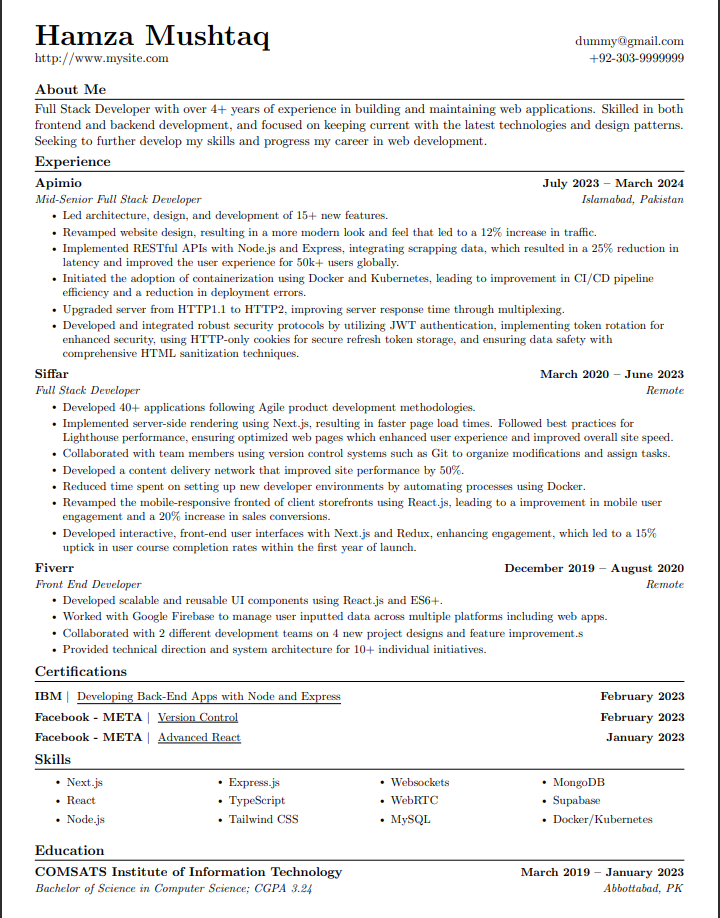 Hamza Mushtaq
http://www.mysite.com
dummy@gmail.com
+92-303-9999999
About Me
Full Stack Developer with over 4+ years of experience in building and maintaining web applications. Skilled in both
frontend and backend development, and focused on keeping current with the latest technologies and design patterns.
Seeking to further develop my skills and progress my career in web development.
Experience
Apimio July 2023 – March 2024
Mid-Senior Full Stack Developer Islamabad, Pakistan
• Led architecture, design, and development of 15+ new features.
• Revamped website design, resulting in a more modern look and feel that led to a 12% increase in traffic.
• Implemented RESTful APIs with Node.js and Express, integrating scrapping data, which resulted in a 25% reduction in
latency and improved the user experience for 50k+ users globally.
• Initiated the adoption of containerization using Docker and Kubernetes, leading to improvement in CI/CD pipeline
efficiency and a reduction in deployment errors.
• Upgraded server from HTTP1.1 to HTTP2, improving server response time through multiplexing.
• Developed and integrated robust security protocols by utilizing JWT authentication, implementing token rotation for
enhanced security, using HTTP-only cookies for secure refresh token storage, and ensuring data safety with
comprehensive HTML sanitization techniques.
Siffar March 2020 – June 2023
Full Stack Developer Remote
• Developed 40+ applications following Agile product development methodologies.
• Implemented server-side rendering using Next.js, resulting in faster page load times. Followed best practices for
Lighthouse performance, ensuring optimized web pages which enhanced user experience and improved overall site speed.
• Collaborated with team members using version control systems such as Git to organize modifications and assign tasks.
• Developed a content delivery network that improved site performance by 50%.
• Reduced time spent on setting up new developer environments by automating processes using Docker.
• Revamped the mobile-responsive fronted of client storefronts using React.js, leading to a improvement in mobile user
engagement and a 20% increase in sales conversions.
• Developed interactive, front-end user interfaces with Next.js and Redux, enhancing engagement, which led to a 15%
uptick in user course completion rates within the first year of launch.
Fiverr December 2019 – August 2020
Front End Developer Remote
• Developed scalable and reusable UI components using React.js and ES6+.
• Worked with Google Firebase to manage user inputted data across multiple platforms including web apps.
• Collaborated with 2 different development teams on 4 new project designs and feature improvement.s
• Provided technical direction and system architecture for 10+ individual initiatives.
Certifications
IBM | Developing Back-End Apps with Node and Express February 2023
Facebook - META | Version Control February 2023
Facebook - META | Advanced React January 2023
Skills
• Next.js • Express.js • Websockets • MongoDB
• React • TypeScript • WebRTC • Supabase
• Node.js • Tailwind CSS • MySQL • Docker/Kubernetes
Education
COMSATS Institute of Information Technology March 2019 – January 2023
Bachelor of Science in Computer Science; CGPA 3.24 Abbottabad, PK